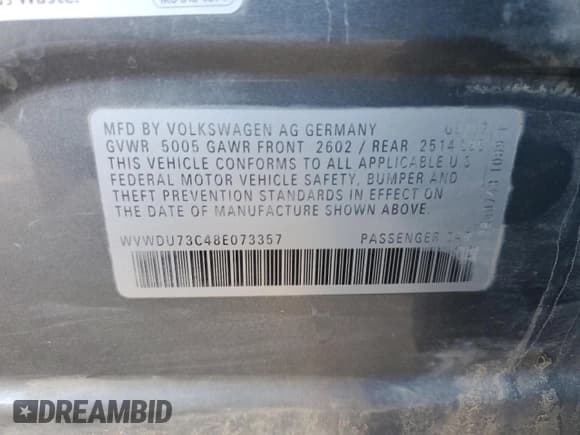 MFD BY VOLKSWAGEN AG GERMANY
GVWR 5005 GAWR FRONT 2602 / REAR 2514
THIS VEHICLE CONFORMS TO ALL APPLICABLE U S
FEDERAL MOTOR VEHICLE SAFETY, BUMPER AND
THEFT PREVENTION STANDARDS IN EFFECT ON
THE DATE OF MANUFACTURE SHOWN ABOVE.
WVWDU73C48E073357 PASSENGER
DREAMBID